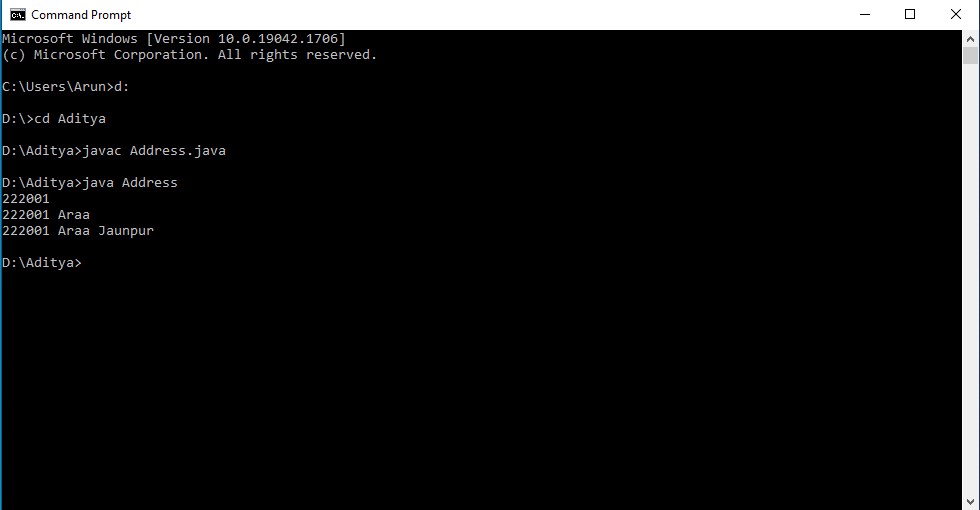 Command Prompt
Microsoft Windows [Version 10.0.19042.1706]
(c) Microsoft Corporation. All rights reserved.
C:\Users\Arun>d:
D:\>cd Aditya
D:\Aditya>javac Address.java
D:\Aditya>java Address
222001
222001 Araa
222001 Araa Jaunpur
D:\Aditya>